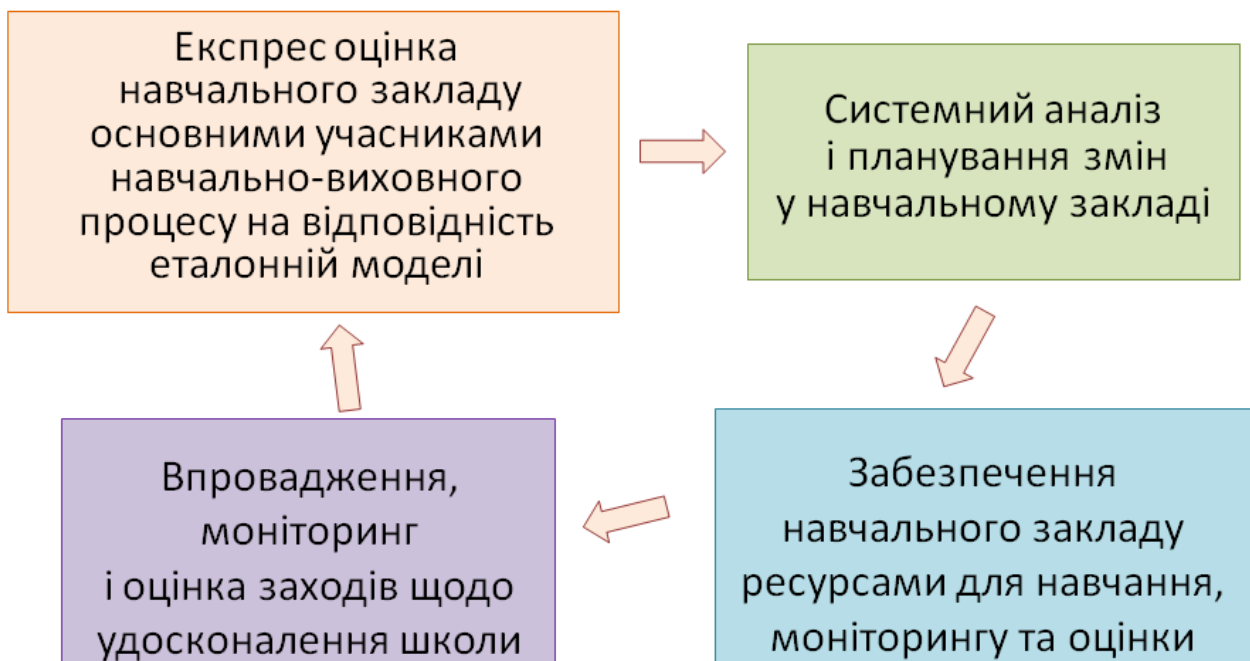 Експрес оцінка
навчального закладу
основними учасниками
навчально-виховного
процесу на відповідність
еталонній моделі
Системний аналіз
і планування змін
у навчальному закладі
Забезпечення
навчального закладу
ресурсами для навчання,
моніторингу та оцінки
Впровадження,
моніторинг
і оцінка заходів щодо
удосконалення школи